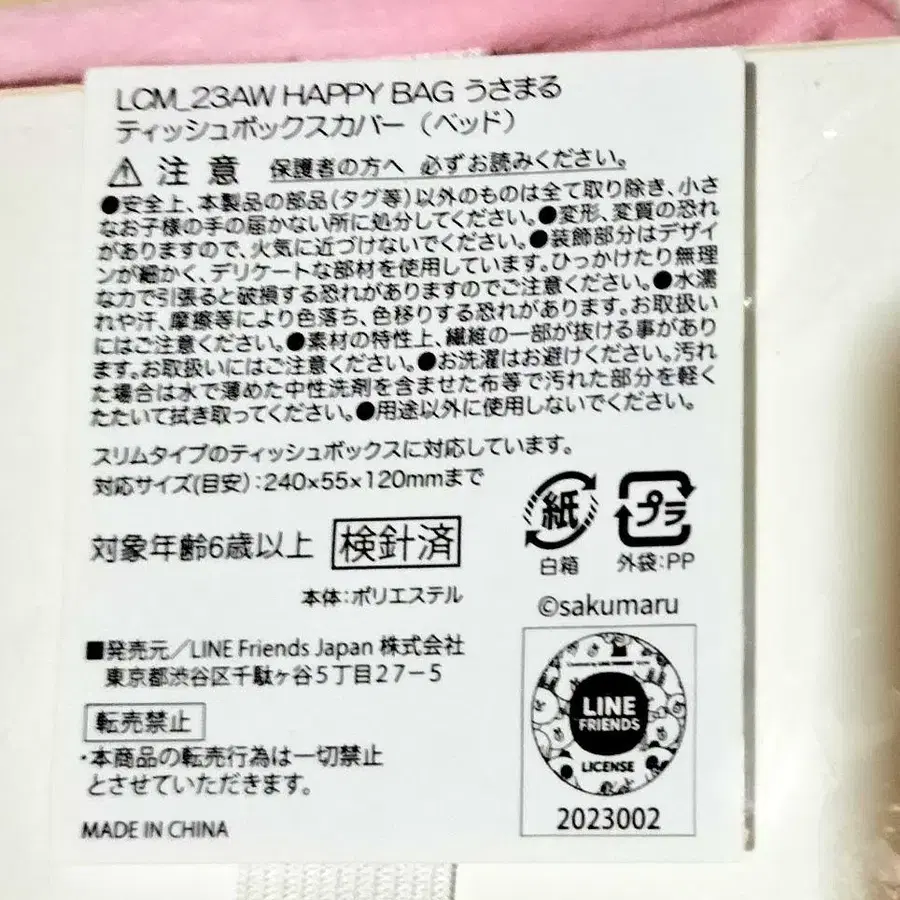 LCM_23AW HAPPY BAG うさまる
ティッシュボックスカバー（ベッド）
⚠ 注意 保護者の方へ 必ずお読みください。
●安全上、本製品の部品（タグ等）以外のものは全て取り除き、小さ
なお子様の手の届かない所に処分してください。●変形、変質の恐れ
がありますので、火気に近づけないでください。●装飾部分はデザイ
ンが細かく、デリケートな部材を使用しています。ひっかけたり無理
な力で引張ると破損する恐れがありますのでご注意ください。●水濡
れや汗、摩擦等により色落ち、色移りする恐れがあります。お取扱い
にはご注意ください。●素材の特性上、繊維の一部が抜ける事があり
ます。お取扱いにはご注意ください。●お洗濯はお避けください。汚れ
た場合は水で薄めた中性洗剤を含ませた布等で汚れた部分を軽く
たたいて拭き取ってください。●用途以外に使用しないでください。
スリムタイプのティッシュボックスに対応しています。
対応サイズ(目安):240×55×120mmまで
対象年齢6歳以上 検針済
紙
白箱
プラ
外袋:PP
本体:ポリエステル
©sakumaru
■発売元／LINE Friends Japan 株式会社
東京都渋谷区千駄ヶ谷5丁目27-5
転売禁止
・本商品の転売行為は一切禁止
とさせていただきます。
MADE IN CHINA
LINE
FRIENDS
LICENSE
2023002